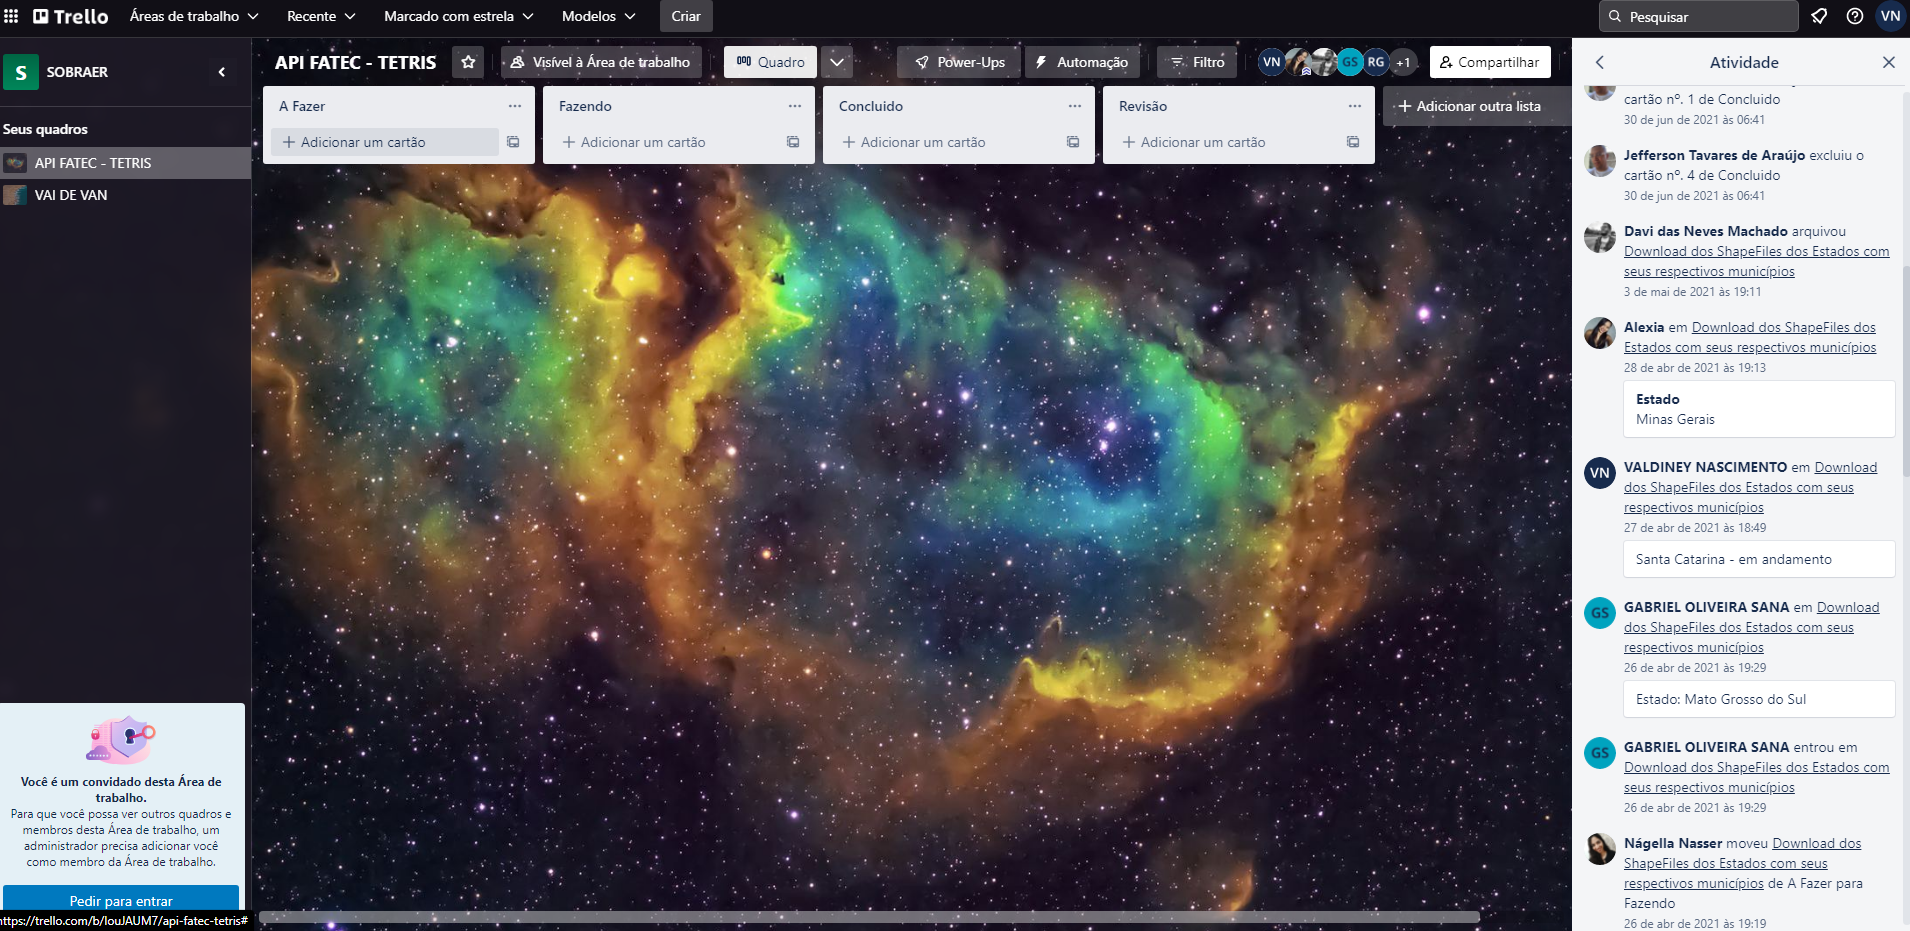 Trello
Áreas de trabalho
Recente
Marcado com estrela
Modelos
Criar
Pesquisar
VN
S
SOBRAER
Seus quadros
API FATEC - TETRIS
VAI DE VAN
Você é um convidado desta Área de
trabalho.
Para que você possa ver outros quadros e
membros desta Área de trabalho, um
administrador precisa adicionar você
como membro da Área de trabalho.
Pedir para entrar
https://trello.com/b/louJAUM7/api-fatec-tetris#
API FATEC - TETRIS
Visível à Área de trabalho
Quadro
Power-Ups
Automação
Filtro
VN
GS
RG
+1
Compartilhar
A Fazer
Adicionar um cartão
Fazendo
Adicionar um cartão
Concluido
Adicionar um cartão
Revisão
Adicionar um cartão
Adicionar outra lista
Atividade
cartão nº. 1 de Concluido
30 de jun de 2021 às 06:41
Jefferson Tavares de Araújo excluiu o
cartão nº. 4 de Concluido
30 de jun de 2021 às 06:41
Davi das Neves Machado arquivou
Download dos ShapeFiles dos Estados com
seus respectivos municípios
3 de mai de 2021 às 19:11
Alexia em Download dos ShapeFiles dos
Estados com seus respectivos municípios
28 de abr de 2021 às 19:13
Estado
Minas Gerais
VN
VALDINEY NASCIMENTO em Download
dos ShapeFiles dos Estados com seus
respectivos municípios
27 de abr de 2021 às 18:49
Santa Catarina - em andamento
GS
GABRIEL OLIVEIRA SANA em Download
dos ShapeFiles dos Estados com seus
respectivos municípios
26 de abr de 2021 às 19:29
Estado: Mato Grosso do Sul
GS
GABRIEL OLIVEIRA SANA entrou em
Download dos ShapeFiles dos Estados com
seus respectivos municípios
26 de abr de 2021 às 19:29
Nágella Nasser moveu Download dos
ShapeFiles dos Estados com seus
respectivos municípios de A Fazer para
Fazendo
26 de abr de 2021 às 19:19